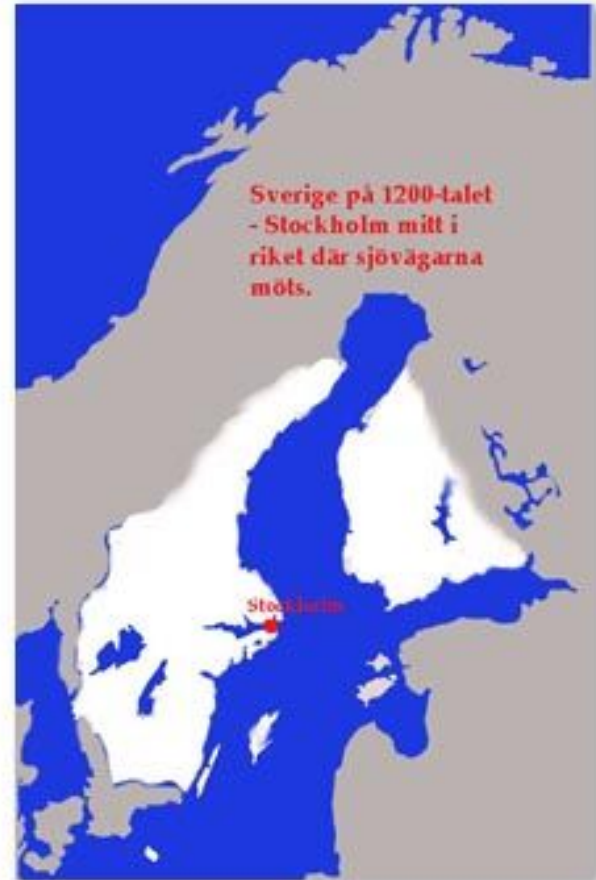 Sverige på 1200-talet
- Stockholm mitt i
riket där sjövägarna
möts.
Stockholm